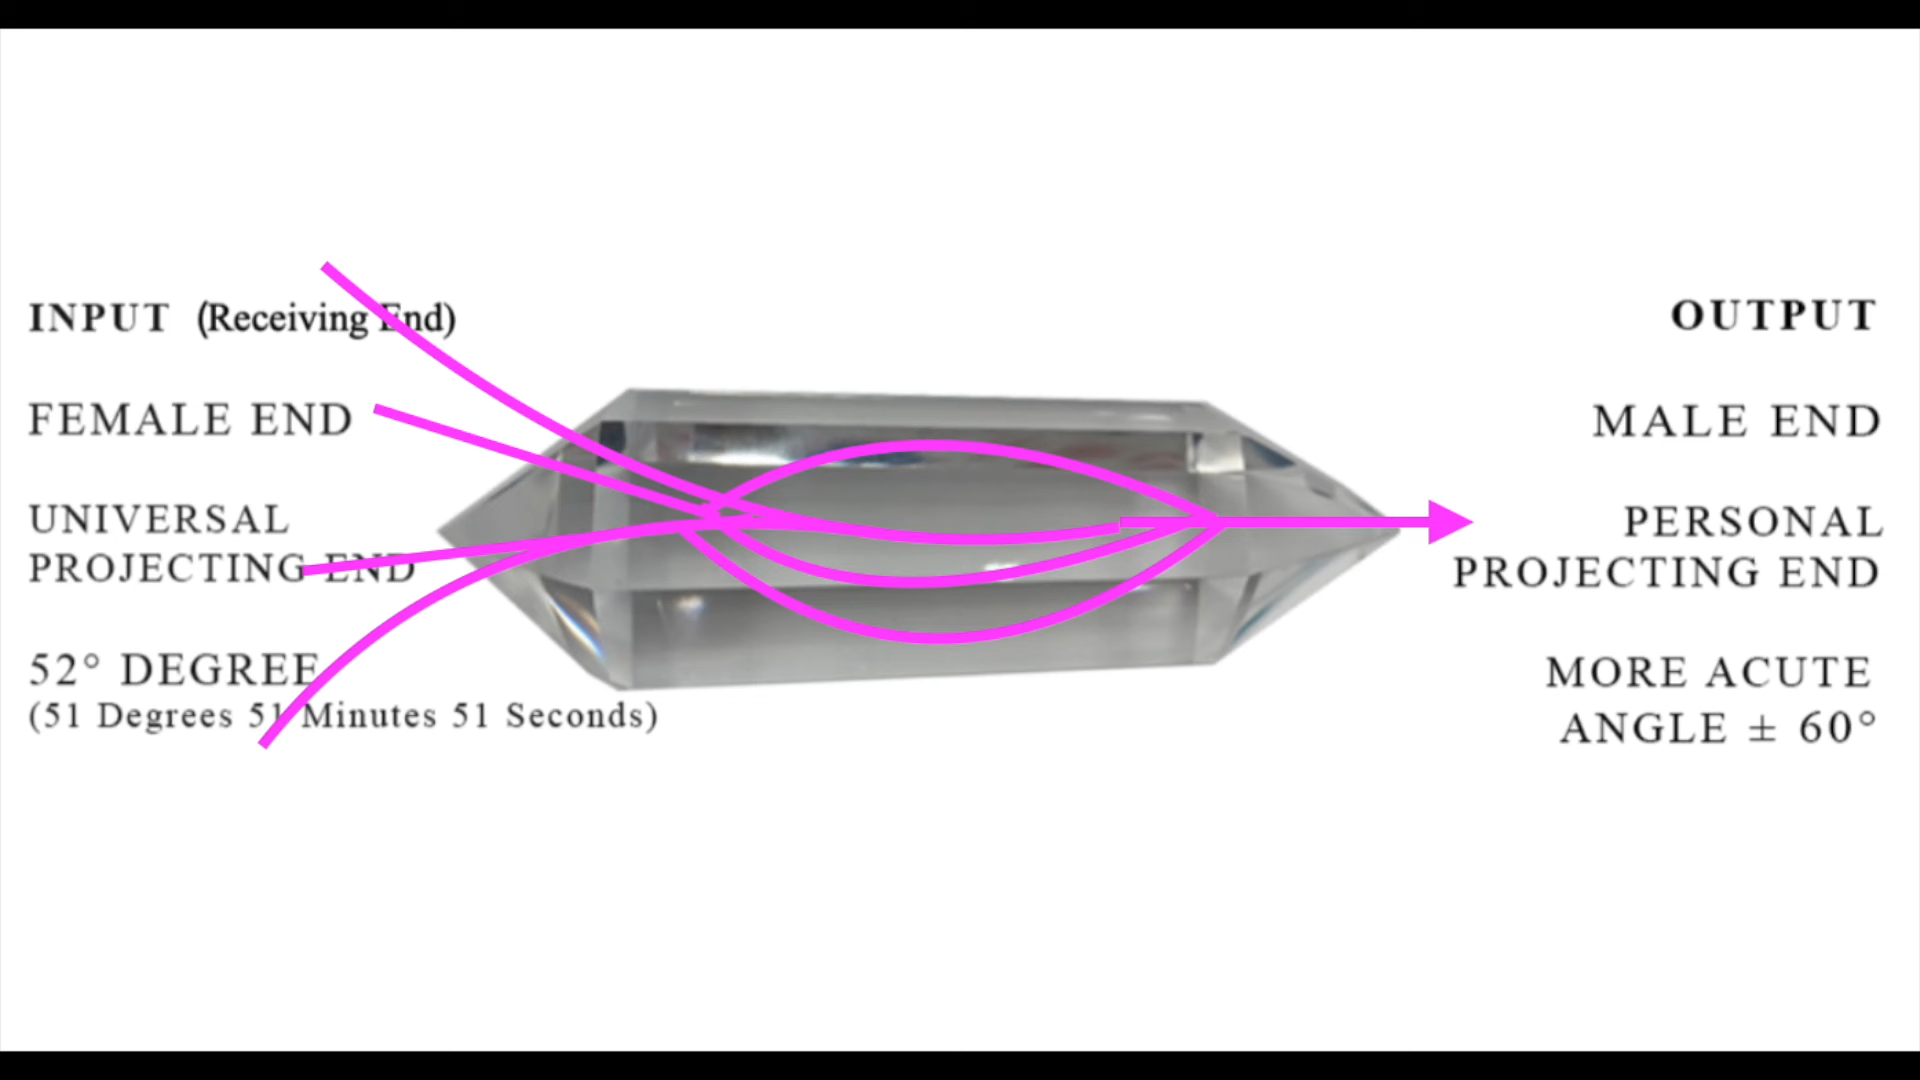 INPUT (Receiving End)
FEMALE END
UNIVERSAL
PROJECTING END
52° DEGREE
(51 Degrees 51 Minutes 51 Seconds)
OUTPUT
MALE END
PERSONAL
PROJECTING END
MORE ACUTE
ANGLE ± 60°